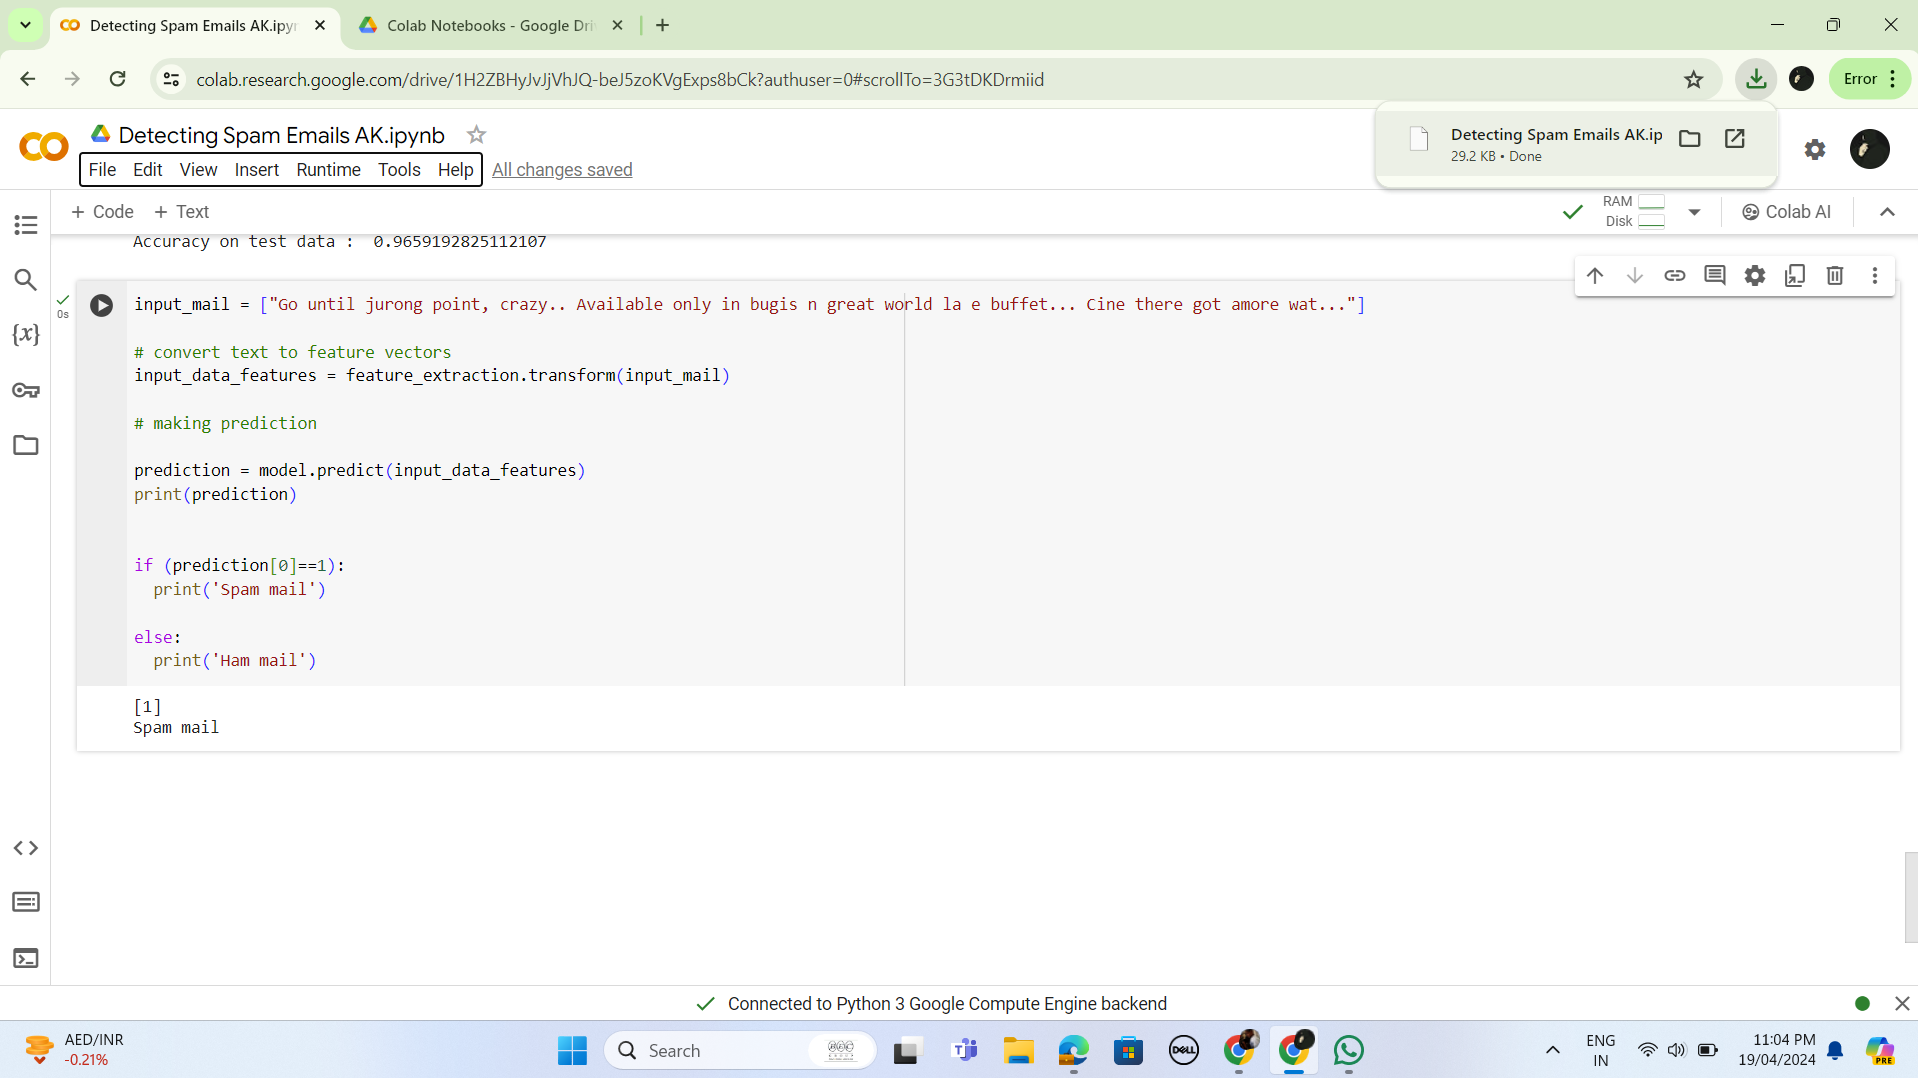 Detecting Spam Emails AK.ipyn
Colab Notebooks - Google Dri
colab.research.google.com/drive/1H2ZBHyJvJjVhJQ-beJ5zoKVgExps8bCk?authuser=0#scrollTo=3G3tDKDrmiid
Error
Detecting Spam Emails AK.ipynb
File Edit View Insert Runtime Tools Help All changes saved
Detecting Spam Emails AK.ip
29.2 KB • Done
+ Code + Text
RAM
Disk
Colab AI
Accuracy on test data :  0.9659192825112107
0s
input_mail = ["Go until jurong point, crazy.. Available only in bugis n great world la e buffet... Cine there got amore wat..."]
# convert text to feature vectors
input_data_features = feature_extraction.transform(input_mail)
# making prediction
prediction = model.predict(input_data_features)
print(prediction)
if (prediction[0]==1):
print('Spam mail')
else:
print('Ham mail')
[1]
Spam mail
{x}
Connected to Python 3 Google Compute Engine backend
AED/INR
-0.21%
Search
DELL
ENG
IN
11:04 PM
19/04/2024
PRE